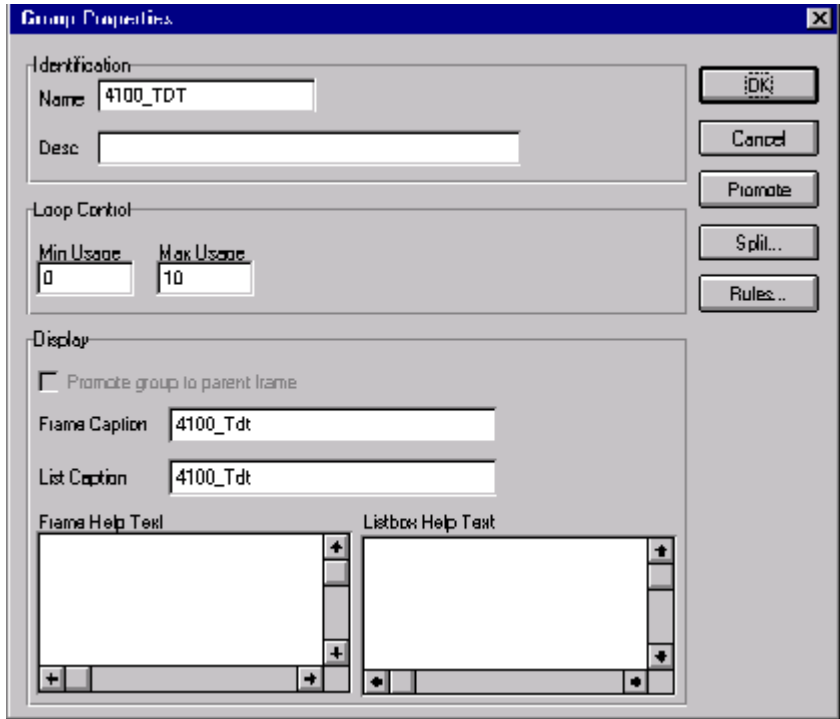 Group Properties
Identification
Name 4100_TDT
Desc
OK
Cancel
Promote
Split...
Rules...
Loop Control
Min Usage Max Usage
0 10
Display
Promote group to parent frame
Frame Caption 4100_Tdt
List Caption 4100_Tdt
Frame Help Text Listbox Help Text